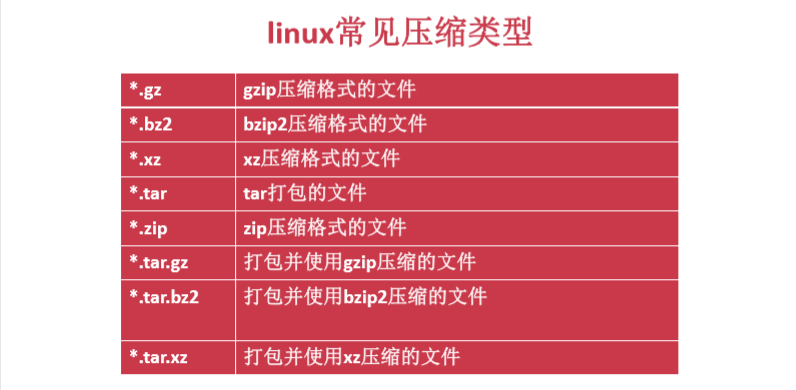 linux常见压缩类型
*.gz gzip压缩格式的文件
*.bz2 bzip2压缩格式的文件
*.xz xz压缩格式的文件
*.tar tar打包的文件
*.zip zip压缩格式的文件
*.tar.gz 打包并使用gzip压缩的文件
*.tar.bz2 打包并使用bzip2压缩的文件
*.tar.xz 打包并使用xz压缩的文件